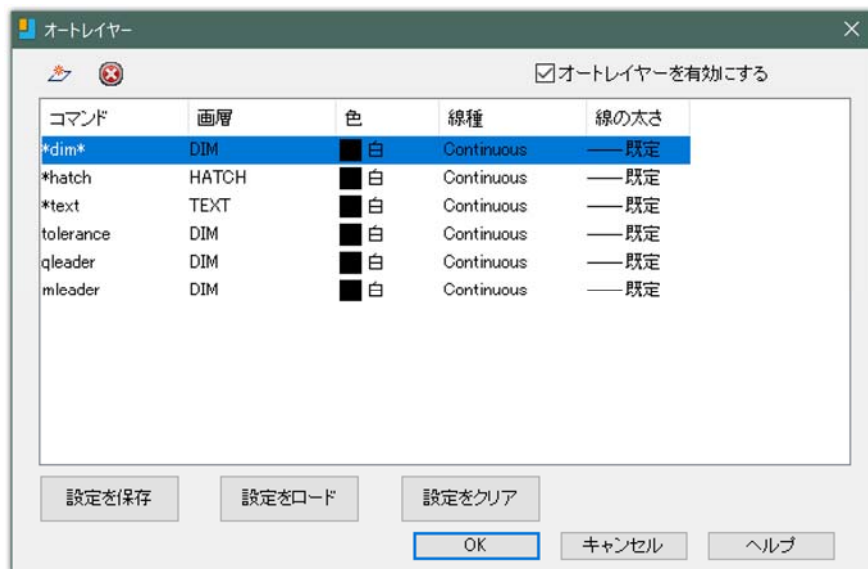 オートレイヤー
オートレイヤーを有効にする
コマンド 画層 色 線種 線の太さ
*dim* DIM 白 Continuous 既定
*hatch HATCH 白 Continuous 既定
*text TEXT 白 Continuous 既定
tolerance DIM 白 Continuous 既定
qleader DIM 白 Continuous 既定
mleader DIM 白 Continuous 既定
設定を保存 設定をロード 設定をクリア
OK キャンセル ヘルプ